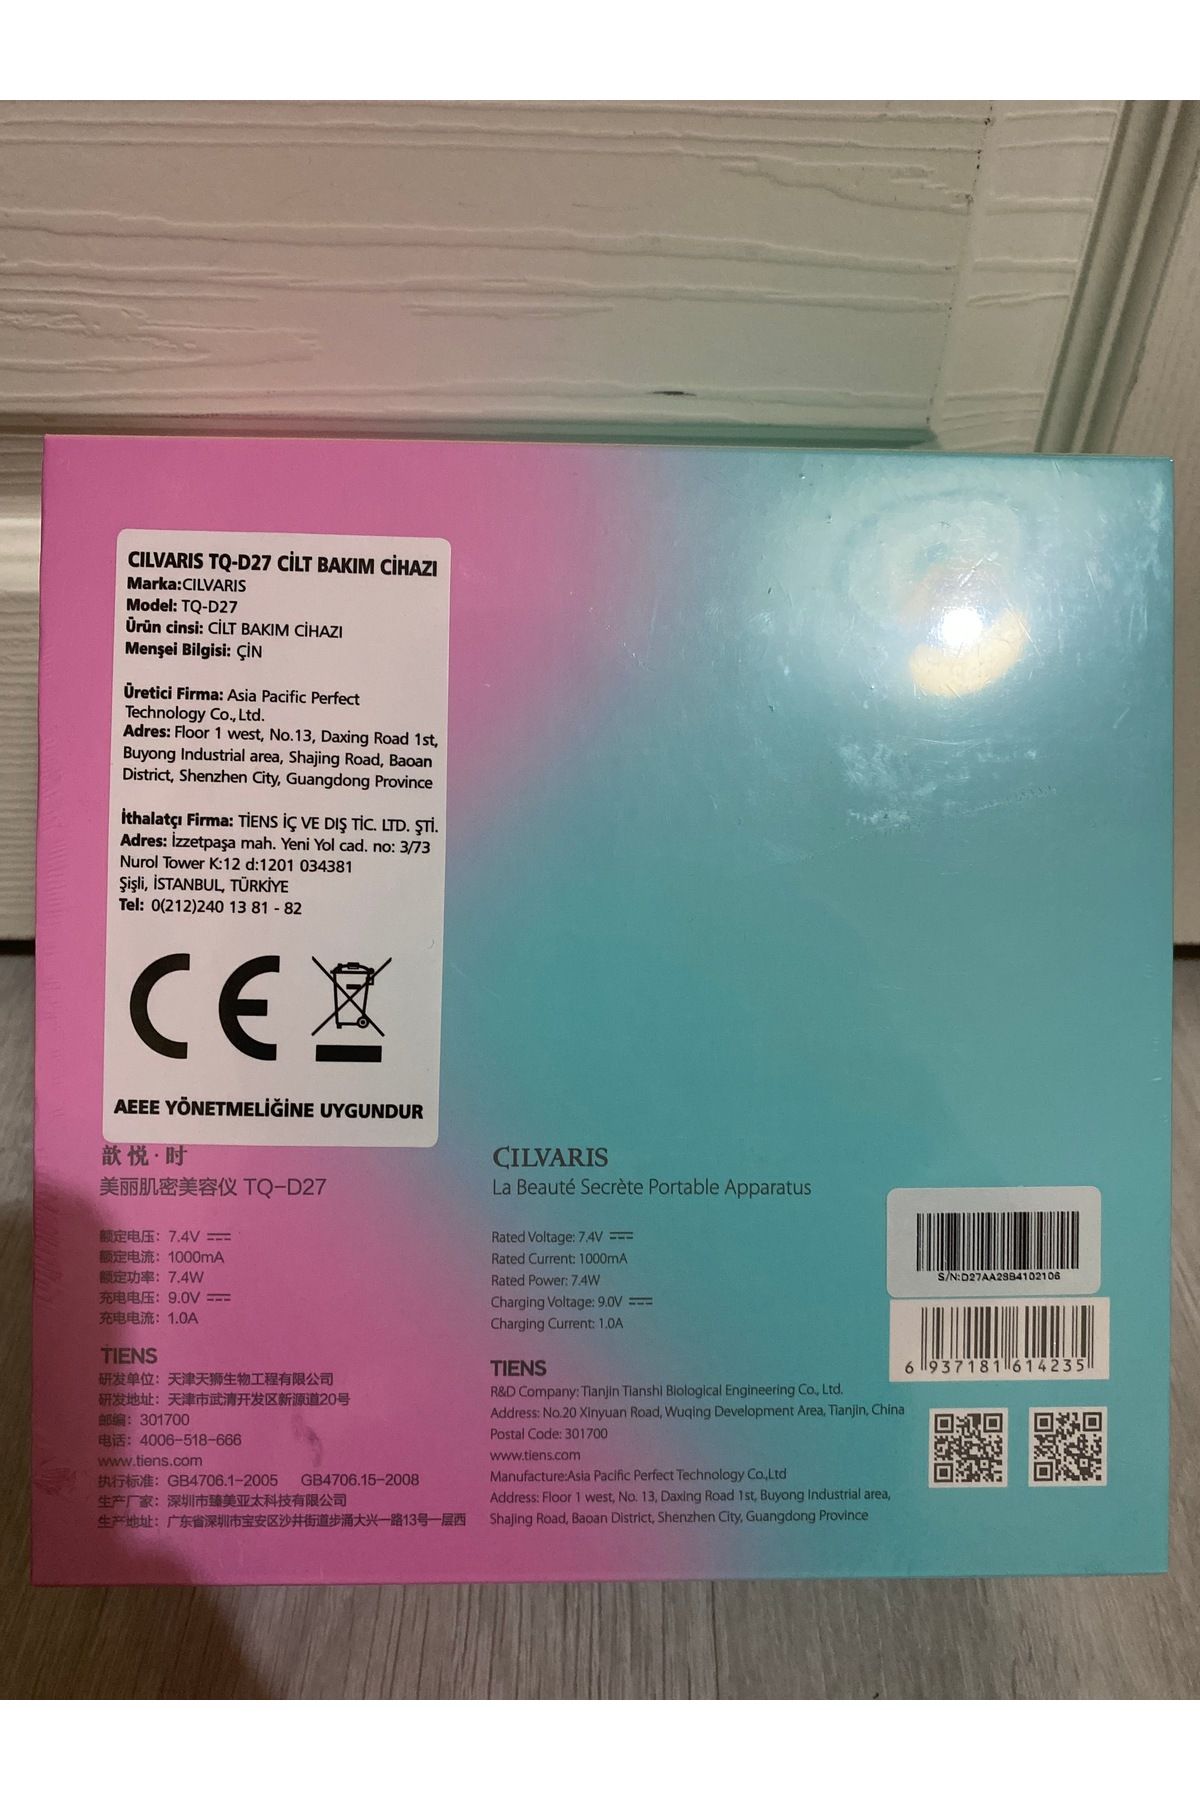 CILVARIS TQ-D27 CİLT BAKIM CİHAZI
Marka:CILVARIS
Model: TQ-D27
Ürün cinsi: CİLT BAKIM CİHAZI
Menşei Bilgisi: ÇİN
Üretici Firma: Asia Pacific Perfect
Technology Co., Ltd.
Adres: Floor 1 west, No.13, Daxing Road 1st,
Buyong Industrial area, Shajing Road, Baoan
District, Shenzhen City, Guangdong Province
İthalatçı Firma: TİENS İÇ VE DIŞ TİC. LTD. ŞTİ.
Adres: İzzetpaşa mah. Yeni Yol cad. no: 3/73
Nurol Tower K:12 d:1201 034381
Şişli, İSTANBUL, TÜRKİYE
Tel: 0(212)240 13 81 - 82
CE
AEEE YÖNETMELİĞİNE UYGUNDUR
歆悦·时
美丽肌密美容仪 TQ-D27
额定电压: 7.4V
额定电流: 1000mA
额定功率: 7.4W
充电电压: 9.0V
充电电流: 1.0A
TIENS
研发单位: 天津天狮生物工程有限公司
研发地址: 天津市武清开发区新源道20号
邮编: 301700
电话: 4006-518-666
www.tiens.com
执行标准: GB4706.1-2005 GB4706.15-2008
生产厂家: 深圳市臻美亚太科技有限公司
生产地址: 广东省深圳市宝安区沙井街道步涌大兴一路13号一层西
CILVARIS
La Beauté Secrète Portable Apparatus
Rated Voltage: 7.4V
Rated Current: 1000mA
Rated Power: 7.4W
Charging Voltage: 9.0V
Charging Current: 1.0A
TIENS
R&D Company: Tianjin Tianshi Biological Engineering Co., Ltd.
Address: No.20 Xinyuan Road, Wuqing Development Area, Tianjin, China
Postal Code: 301700
www.tiens.com
Manufacture:Asia Pacific Perfect Technology Co.,Ltd
Address: Floor 1 west, No. 13, Daxing Road 1st, Buyong Industrial area,
Shajing Road, Baoan District, Shenzhen City, Guangdong Province
S/N:D27AA28B4102106
6 937181 614235